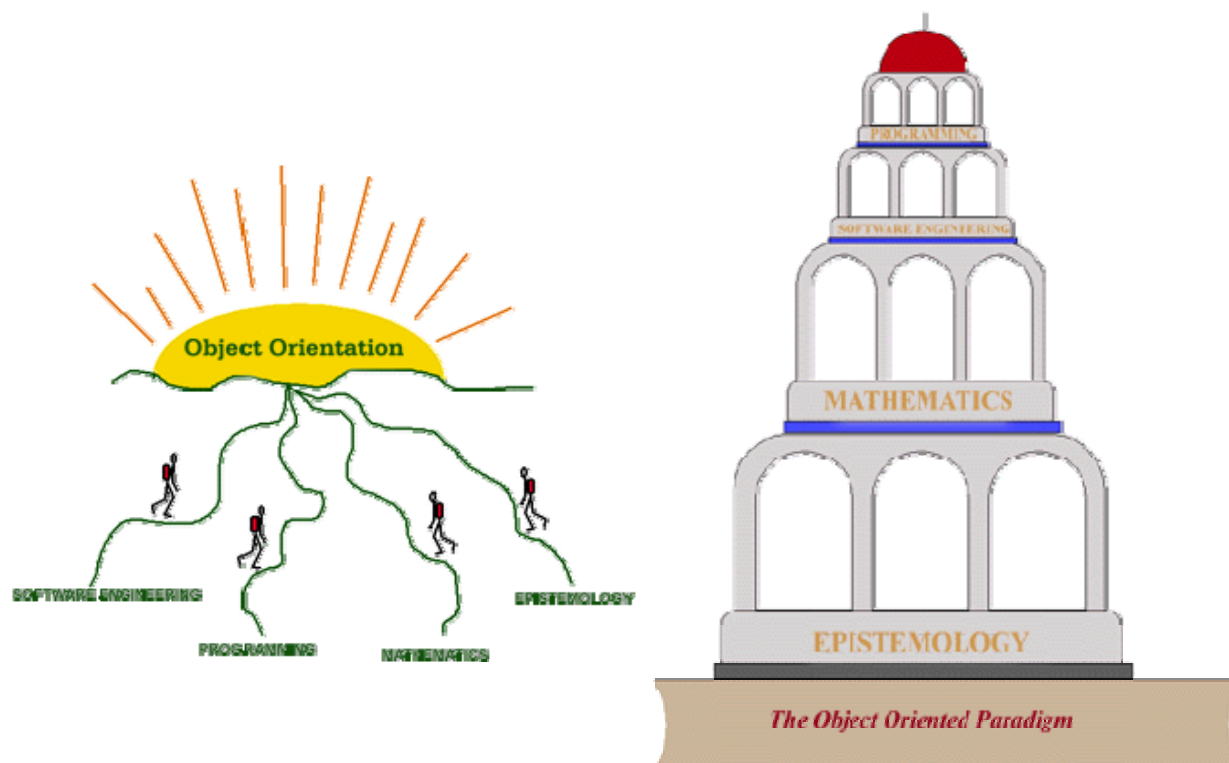 Object Orientation
SOFTWARE ENGINEERING
EPISTEMOLOGY
PROGRAMMING
MATHEMATICS
PROGRAMMING
SOFTWARE ENGINEERING
MATHEMATICS
EPISTEMOLOGY
The Object Oriented Paradigm